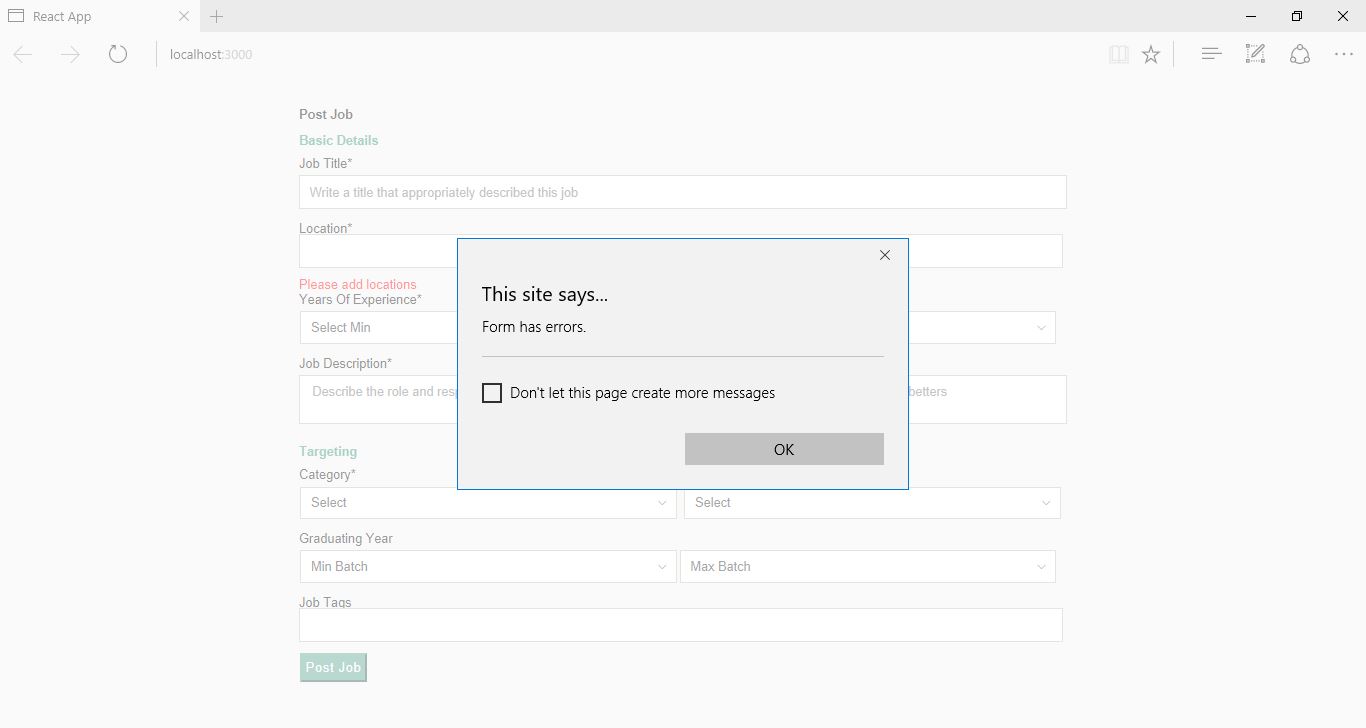 React App
localhost:3000
Post Job
Basic Details
Job Title*
Write a title that appropriately described this job
Location*
Please add locations
Years Of Experience*
Select Min
Job Description*
Describe the role and resp
betters
This site says...
Form has errors.
Don't let this page create more messages
OK
Targeting
Category*
Select Select
Graduating Year
Min Batch Max Batch
Job Tags
Post Job